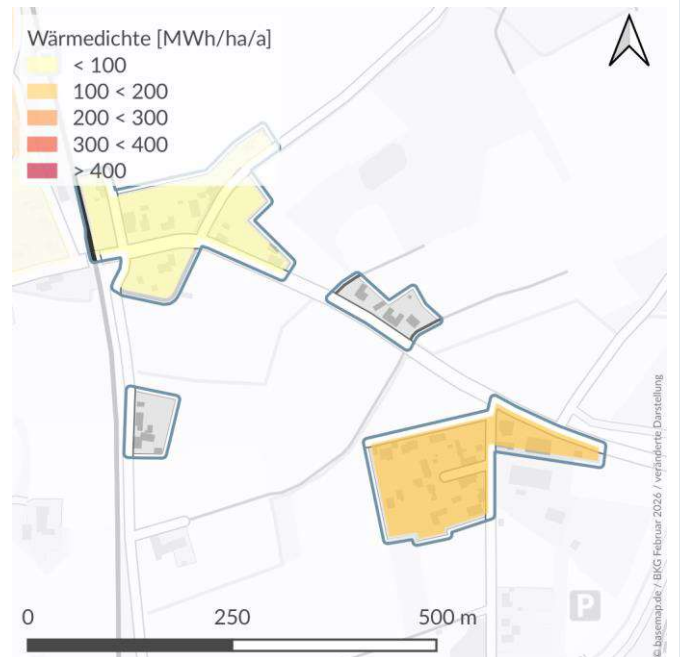 Wärmedichte [MWh/ha/a]
< 100
100 < 200
200 < 300
300 < 400
> 400
P
© basemap.de / BKG Februar 2026 / veränderte Darstellung
0 250 500 m